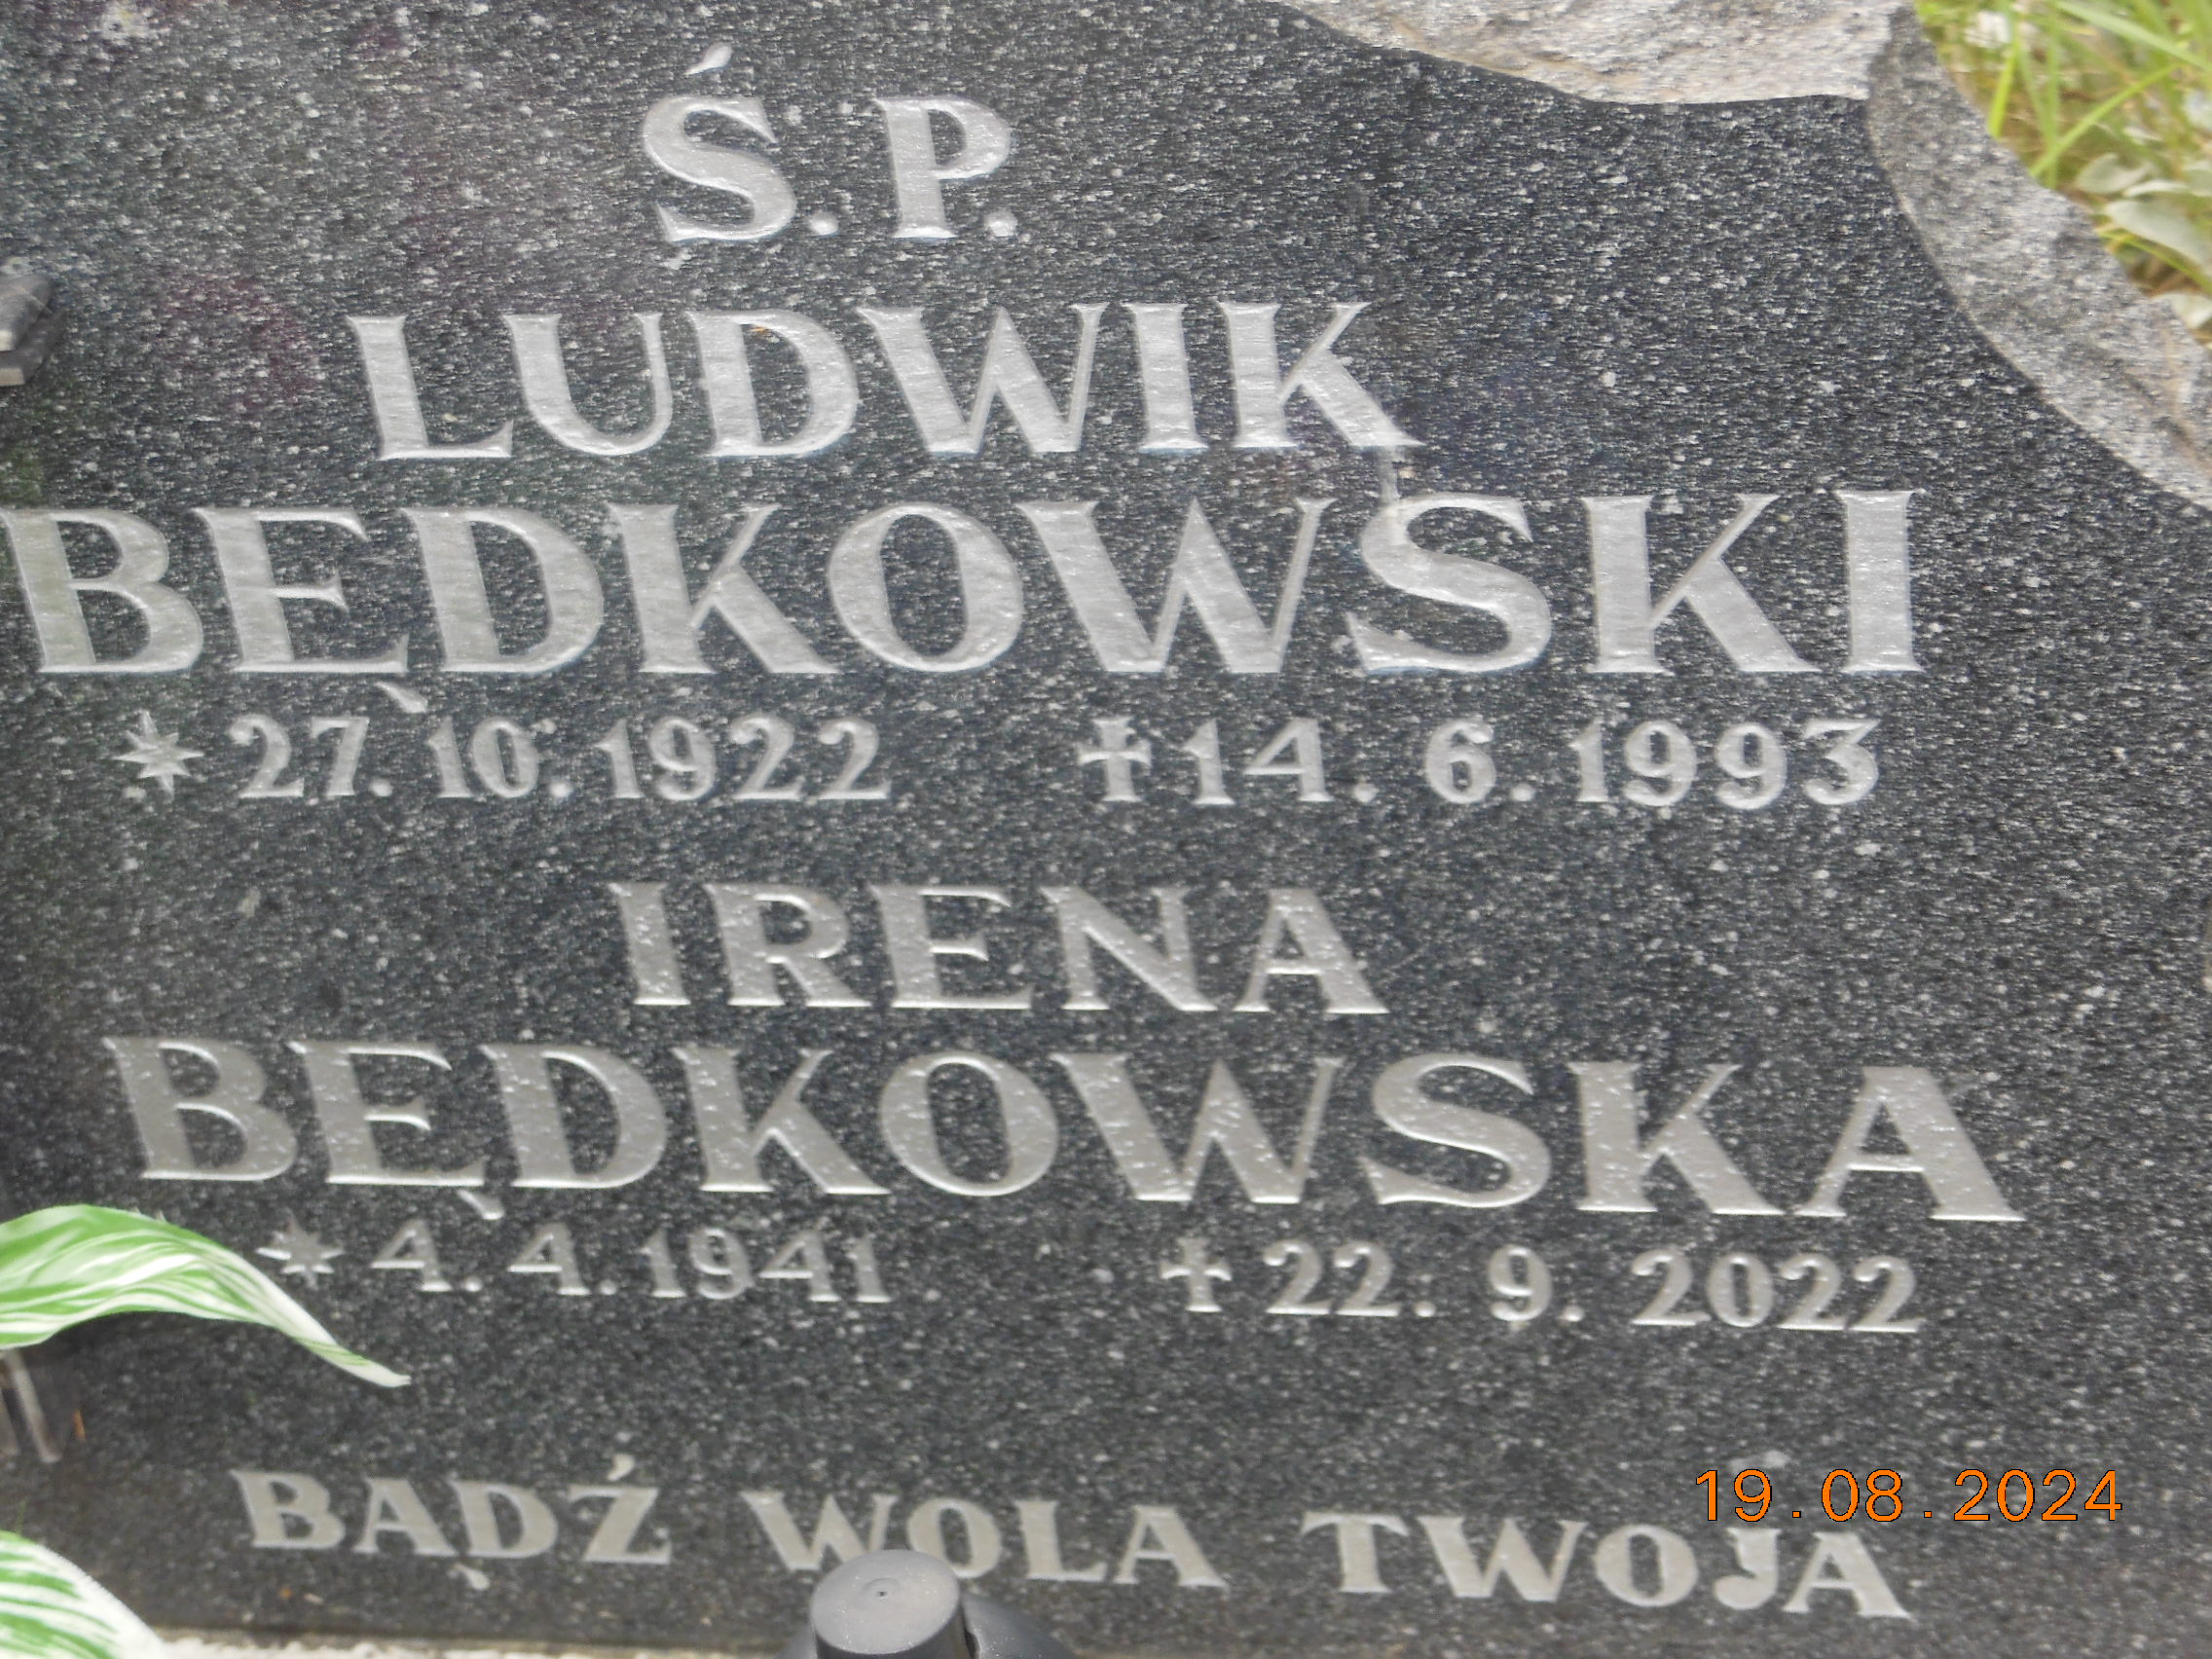 Ś.P.
LUDWIK
BĘDKOWSKI
* 27.10.1922 ✝ 14. 6.1993
IRENA
BĘDKOWSKA
* 4.4.1941 ✝ 22. 9. 2022
BĄDŹ WOLA TWOJA
19.08.2024